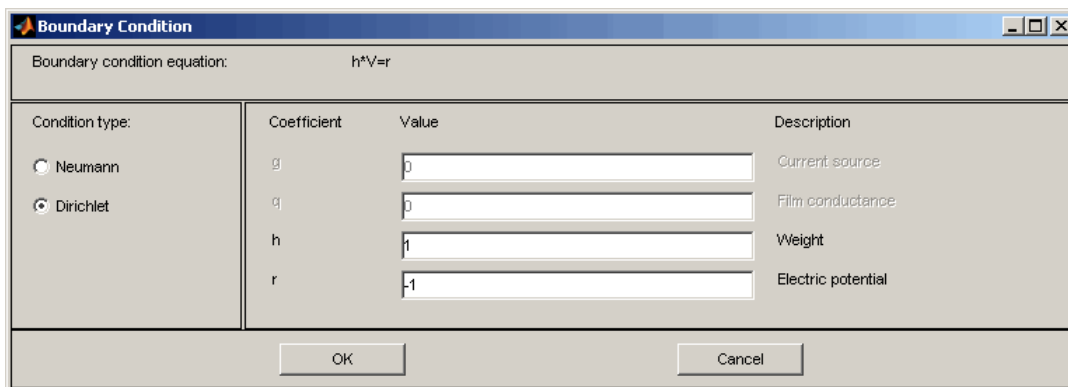 Boundary Condition
Boundary condition equation: h*V=r
Condition type: Coefficient Value Description
Neumann g 0 Current source
Dirichlet q 0 Film conductance
h 1 Weight
r -1 Electric potential
OK Cancel